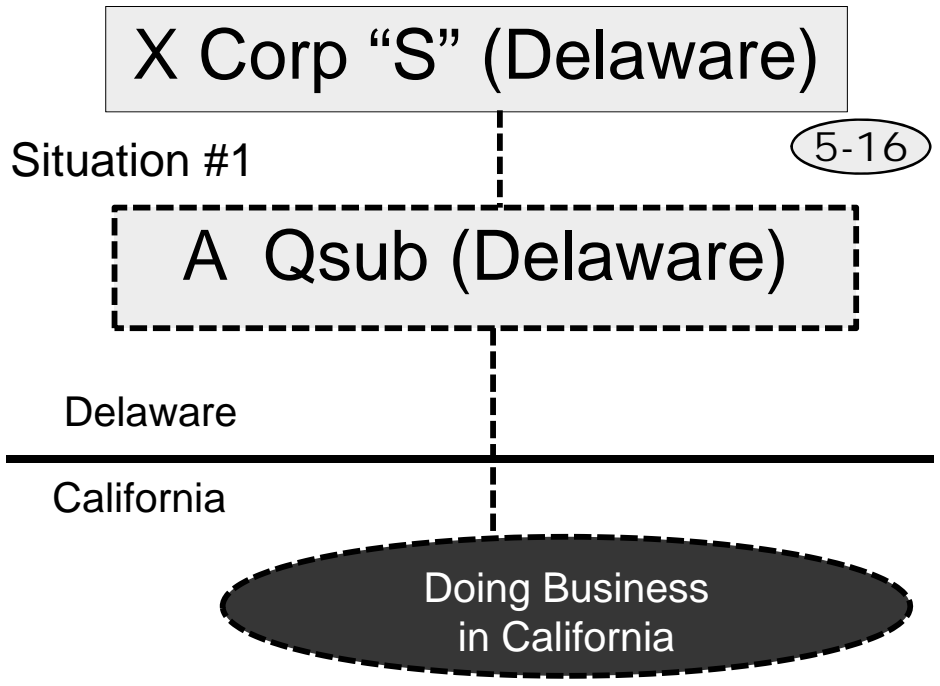 X Corp “S” (Delaware)
Situation #1
5-16
A Qsub (Delaware)
Delaware
California
Doing Business
in California